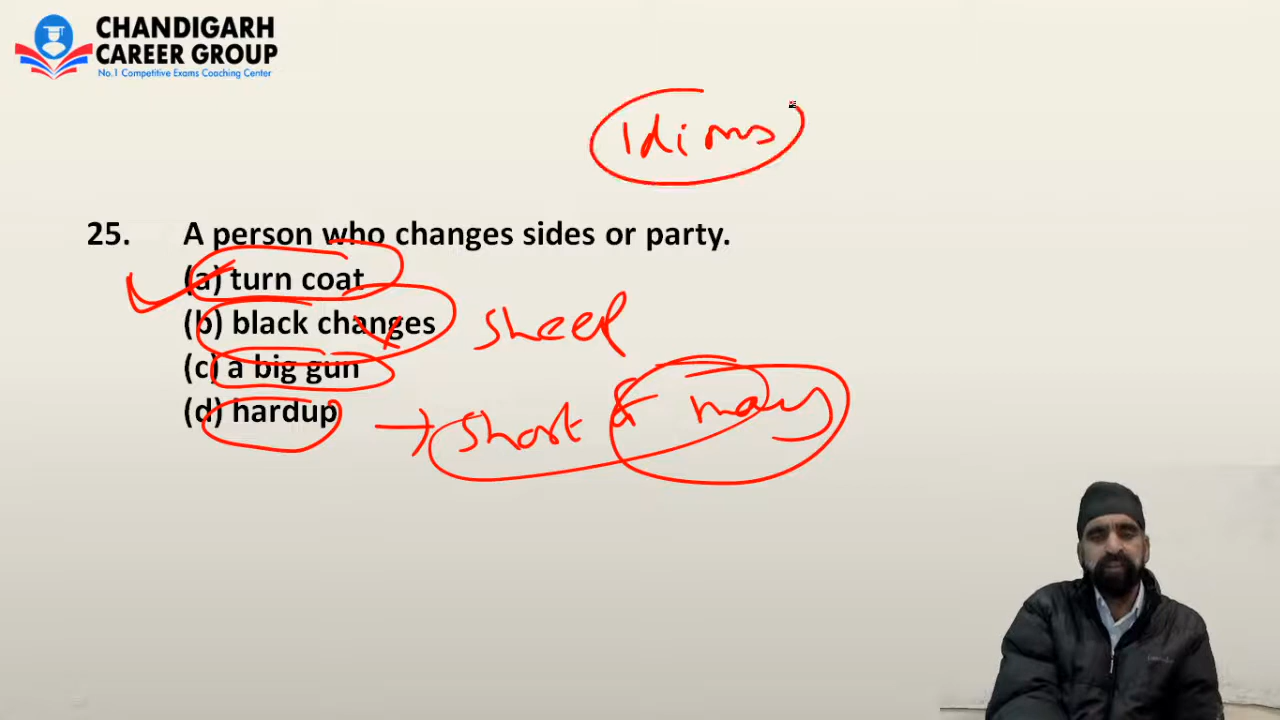 CHANDIGARH
CAREER GROUP
No.1 Competitive Exams Coaching Center
Idioms
25. A person who changes sides or party.
(a) turn coat
(b) black changes sheep
(c) a big gun
(d) hardup → short of money